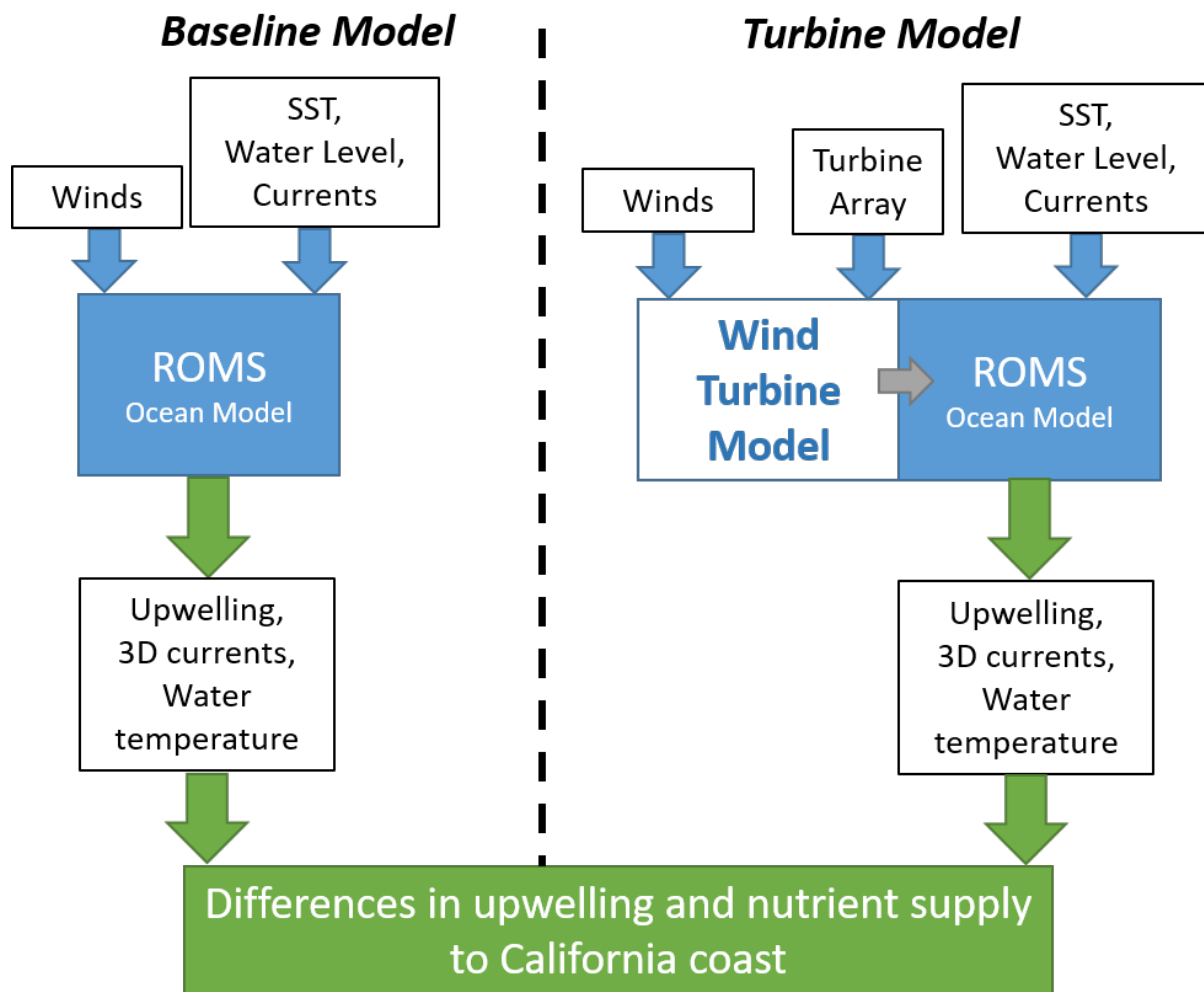 Baseline Model
Winds
SST,
Water Level,
Currents
ROMS
Ocean Model
Upwelling,
3D currents,
Water
temperature
Turbine Model
Winds
Turbine
Array
SST,
Water Level,
Currents
Wind
Turbine
Model
ROMS
Ocean Model
Upwelling,
3D currents,
Water
temperature
Differences in upwelling and nutrient supply
to California coast